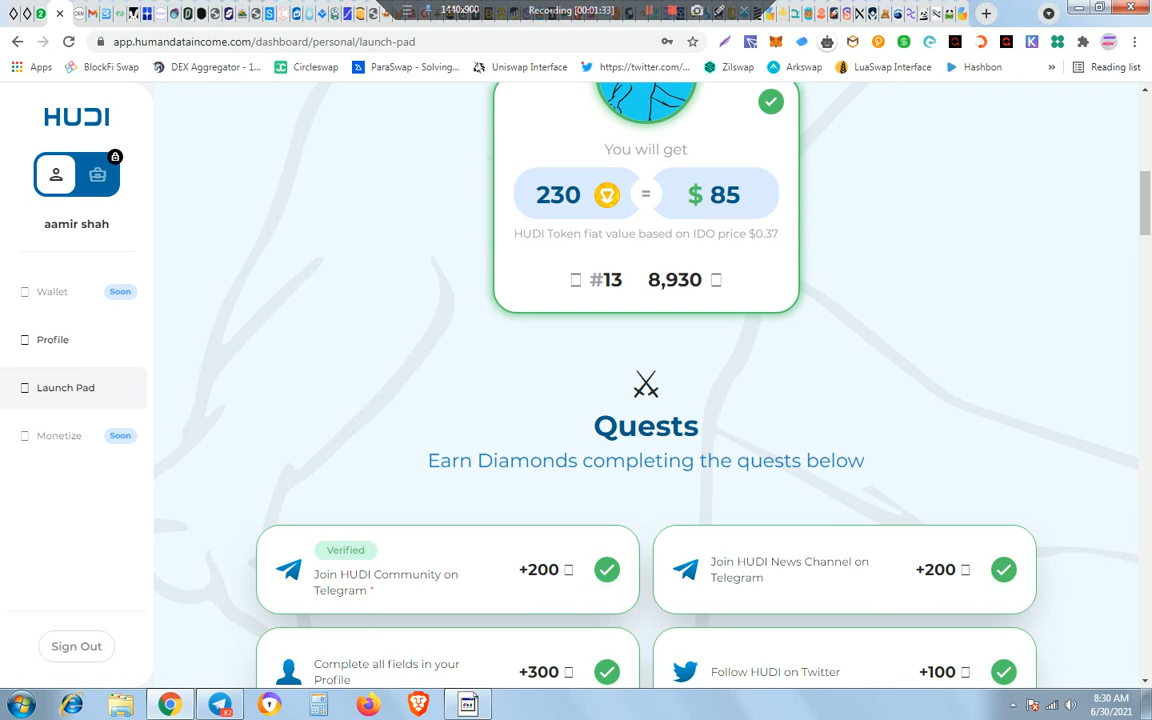 1440x900
Recording [00:01:33]
app.humandataincome.com/dashboard/personal/launch-pad
Apps
BlockFi Swap
DEX Aggregator - 1...
Circleswap
ParaSwap - Solving...
Uniswap Interface
https://twitter.com/...
Zilswap
Arkswap
LuaSwap Interface
Hashbon
»
Reading list
HUDI
aamir shah
Wallet Soon
Profile
Launch Pad
Monetize Soon
Sign Out
You will get
230 = $ 85
HUDI Token fiat value based on IDO price $0.37
#13 8,930
Quests
Earn Diamonds completing the quests below
Verified
Join HUDI Community on
Telegram *
+200
Join HUDI News Channel on
Telegram
+200
Complete all fields in your
Profile
+300
Follow HUDI on Twitter
+100
8:30 AM
6/30/2021